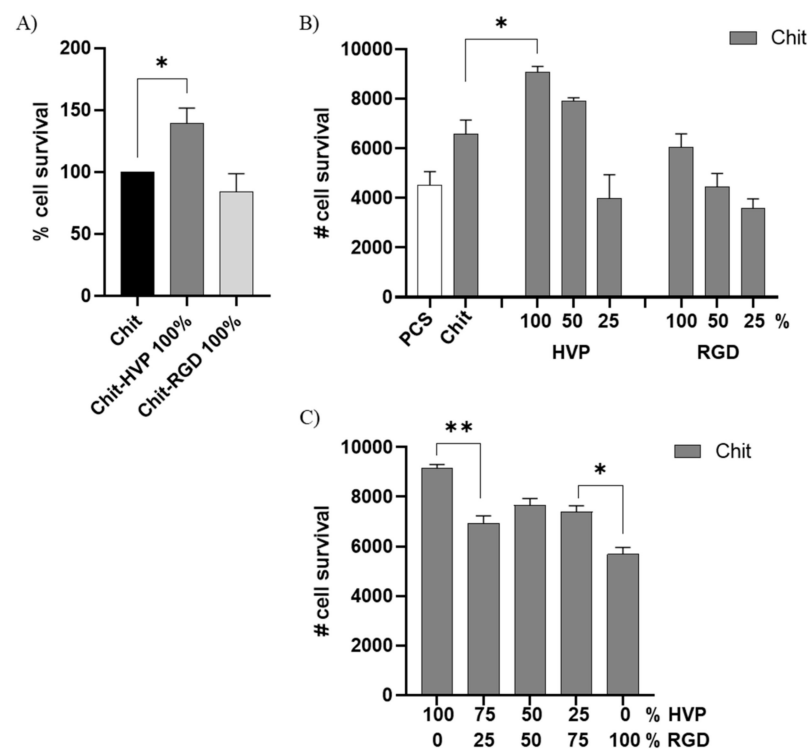 A)
% cell survival
200
150
100
50
0
*
Chit
Chit-HVP 100%
Chit-RGD 100%
B)
# cell survival
10000
8000
6000
4000
2000
0
*
Chit
PCS
Chit
100 50 25 100 50 25 %
HVP RGD
C)
# cell survival
10000
8000
6000
4000
2000
0
**
*
Chit
100 75 50 25 0 % HVP
0 25 50 75 100 % RGD